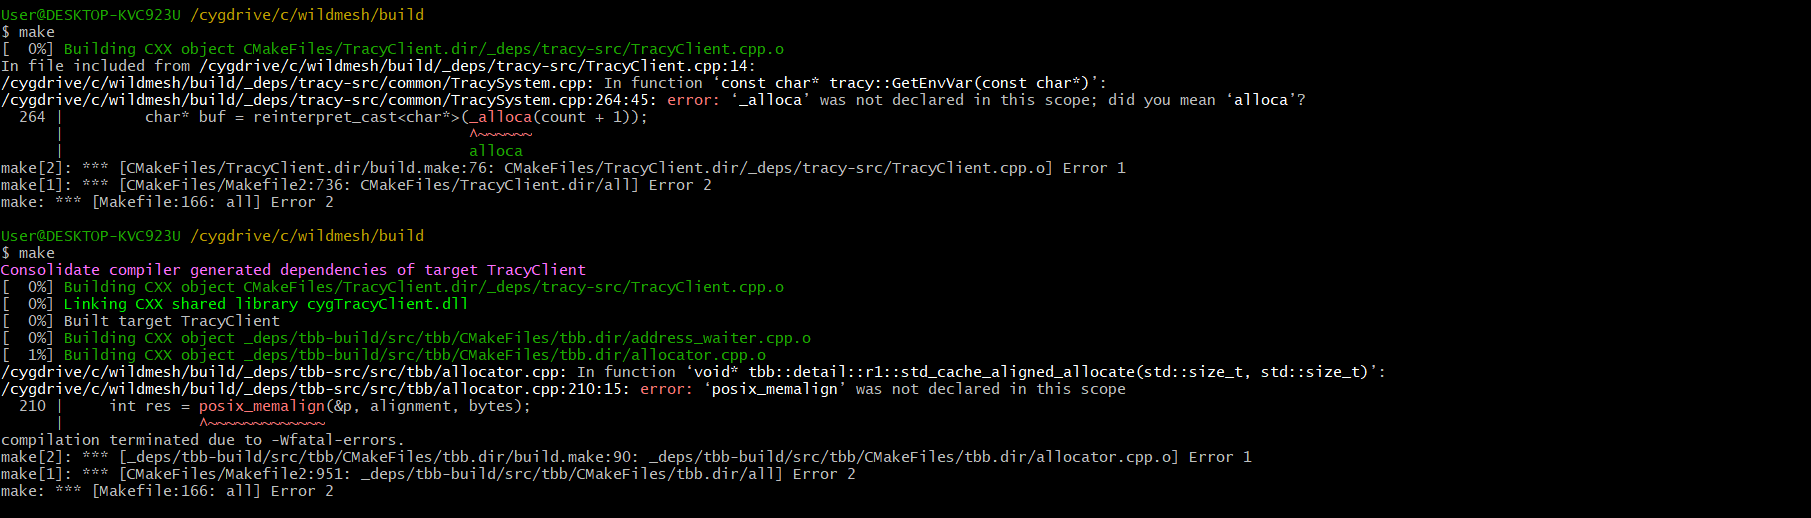 User@DESKTOP-KVC923U /cygdrive/c/wildmesh/build
$ make
[  0%] Building CXX object CMakeFiles/TracyClient.dir/_deps/tracy-src/TracyClient.cpp.o
In file included from /cygdrive/c/wildmesh/build/_deps/tracy-src/TracyClient.cpp:14:
/cygdrive/c/wildmesh/build/_deps/tracy-src/common/TracySystem.cpp: In function ‘const char* tracy::GetEnvVar(const char*)’:
/cygdrive/c/wildmesh/build/_deps/tracy-src/common/TracySystem.cpp:264:45: error: ‘_alloca’ was not declared in this scope; did you mean ‘alloca’?
  264 |         char* buf = reinterpret_cast<char*>(_alloca(count + 1));
      |                                             ^~~~~~~
      |                                             alloca
make[2]: *** [CMakeFiles/TracyClient.dir/build.make:76: CMakeFiles/TracyClient.dir/_deps/tracy-src/TracyClient.cpp.o] Error 1
make[1]: *** [CMakeFiles/Makefile2:736: CMakeFiles/TracyClient.dir/all] Error 2
make: *** [Makefile:166: all] Error 2
User@DESKTOP-KVC923U /cygdrive/c/wildmesh/build
$ make
Consolidate compiler generated dependencies of target TracyClient
[  0%] Building CXX object CMakeFiles/TracyClient.dir/_deps/tracy-src/TracyClient.cpp.o
[  0%] Linking CXX shared library cygTracyClient.dll
[  0%] Built target TracyClient
[  0%] Building CXX object _deps/tbb-build/src/tbb/CMakeFiles/tbb.dir/address_waiter.cpp.o
[  1%] Building CXX object _deps/tbb-build/src/tbb/CMakeFiles/tbb.dir/allocator.cpp.o
/cygdrive/c/wildmesh/build/_deps/tbb-src/src/tbb/allocator.cpp: In function ‘void* tbb::detail::r1::std_cache_aligned_allocate(std::size_t, std::size_t)’:
/cygdrive/c/wildmesh/build/_deps/tbb-src/src/tbb/allocator.cpp:210:15: error: ‘posix_memalign’ was not declared in this scope
  210 |     int res = posix_memalign(&p, alignment, bytes);
      |               ^~~~~~~~~~~~~~
compilation terminated due to -Wfatal-errors.
make[2]: *** [_deps/tbb-build/src/tbb/CMakeFiles/tbb.dir/build.make:90: _deps/tbb-build/src/tbb/CMakeFiles/tbb.dir/allocator.cpp.o] Error 1
make[1]: *** [CMakeFiles/Makefile2:951: _deps/tbb-build/src/tbb/CMakeFiles/tbb.dir/all] Error 2
make: *** [Makefile:166: all] Error 2